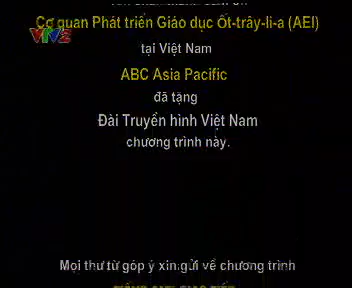 Cơ quan Phát triển Giáo dục Ốt-trây-li-a (AEI)
VTV2
tại Việt Nam
ABC Asia Pacific
đã tặng
Đài Truyền hình Việt Nam
chương trình này.
Mọi thư từ góp ý xin gửi về chương trình